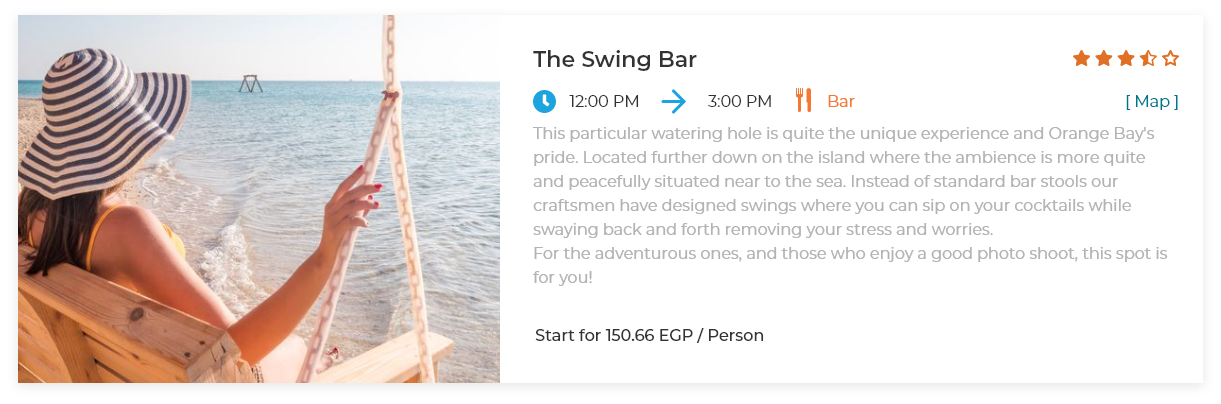 The Swing Bar
12:00 PM 3:00 PM Bar [ Map ]
This particular watering hole is quite the unique experience and Orange Bay's
pride. Located further down on the island where the ambience is more quite
and peacefully situated near to the sea. Instead of standard bar stools our
craftsmen have designed swings where you can sip on your cocktails while
swaying back and forth removing your stress and worries.
For the adventurous ones, and those who enjoy a good photo shoot, this spot is
for you!
Start for 150.66 EGP / Person